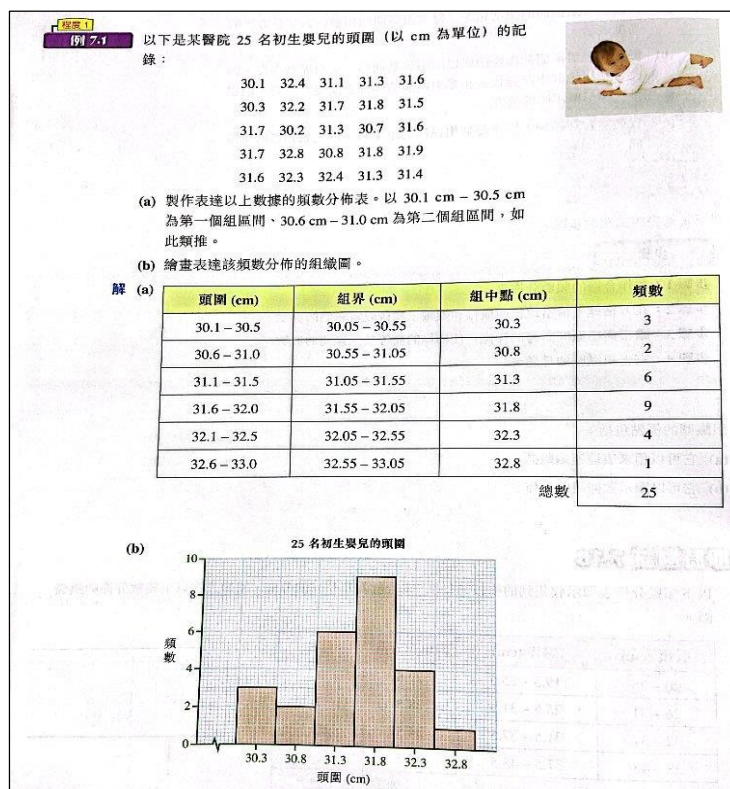 程度 1
例 7.1
以下是某醫院 25 名初生嬰兒的頭圍（以 cm 為單位）的記
錄：
30.1 32.4 31.1 31.3 31.6
30.3 32.2 31.7 31.8 31.5
31.7 30.2 31.3 30.7 31.6
31.7 32.8 30.8 31.8 31.9
31.6 32.3 32.4 31.3 31.4
(a) 製作表達以上數據的頻數分佈表。以 30.1 cm – 30.5 cm
為第一個組區間、30.6 cm – 31.0 cm 為第二個組區間，如
此類推。
(b) 繪畫表達該頻數分佈的組織圖。
解 (a)
頭圍 (cm) 組界 (cm) 組中點 (cm) 頻數
30.1 – 30.5 30.05 – 30.55 30.3 3
30.6 – 31.0 30.55 – 31.05 30.8 2
31.1 – 31.5 31.05 – 31.55 31.3 6
31.6 – 32.0 31.55 – 32.05 31.8 9
32.1 – 32.5 32.05 – 32.55 32.3 4
32.6 – 33.0 32.55 – 33.05 32.8 1
總數 25
(b) 25 名初生嬰兒的頭圍
頻數
10
8
6
4
2
0
30.3 30.8 31.3 31.8 32.3 32.8
頭圍 (cm)